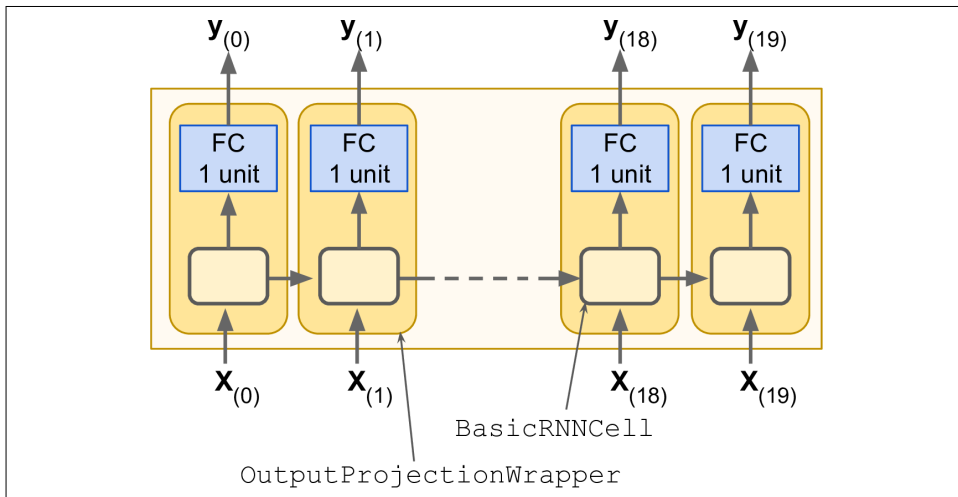 y(0) y(1) y(18) y(19)
FC FC FC FC
1 unit 1 unit 1 unit 1 unit
X(0) X(1) X(18) X(19)
BasicRNNCell
OutputProjectionWrapper